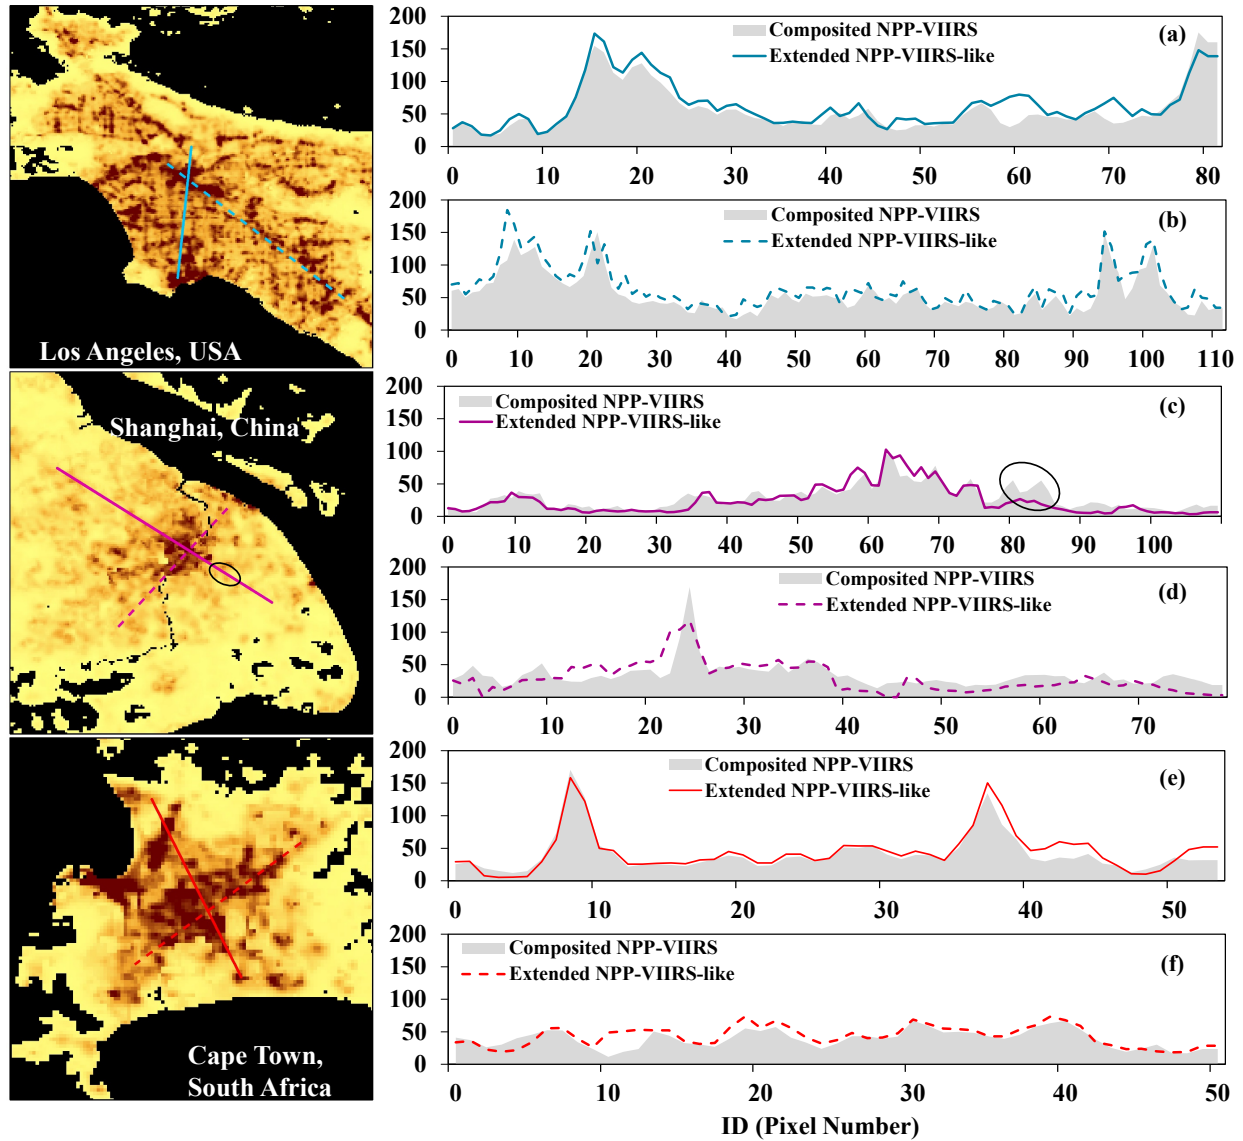 Los Angeles, USA
200
150
100
50
0
Composited NPP-VIIRS
Extended NPP-VIIRS-like
(a)
0 10 20 30 40 50 60 70 80
200
150
100
50
0
Composited NPP-VIIRS
Extended NPP-VIIRS-like
(b)
0 10 20 30 40 50 60 70 80 90 100 110
Shanghai, China
200
150
100
50
0
Composited NPP-VIIRS
Extended NPP-VIIRS-like
(c)
0 10 20 30 40 50 60 70 80 90 100
200
150
100
50
0
Composited NPP-VIIRS
Extended NPP-VIIRS-like
(d)
0 10 20 30 40 50 60 70
Cape Town,
South Africa
200
150
100
50
0
Composited NPP-VIIRS
Extended NPP-VIIRS-like
(e)
0 10 20 30 40 50
200
150
100
50
0
Composited NPP-VIIRS
Extended NPP-VIIRS-like
(f)
0 10 20 30 40 50
ID (Pixel Number)